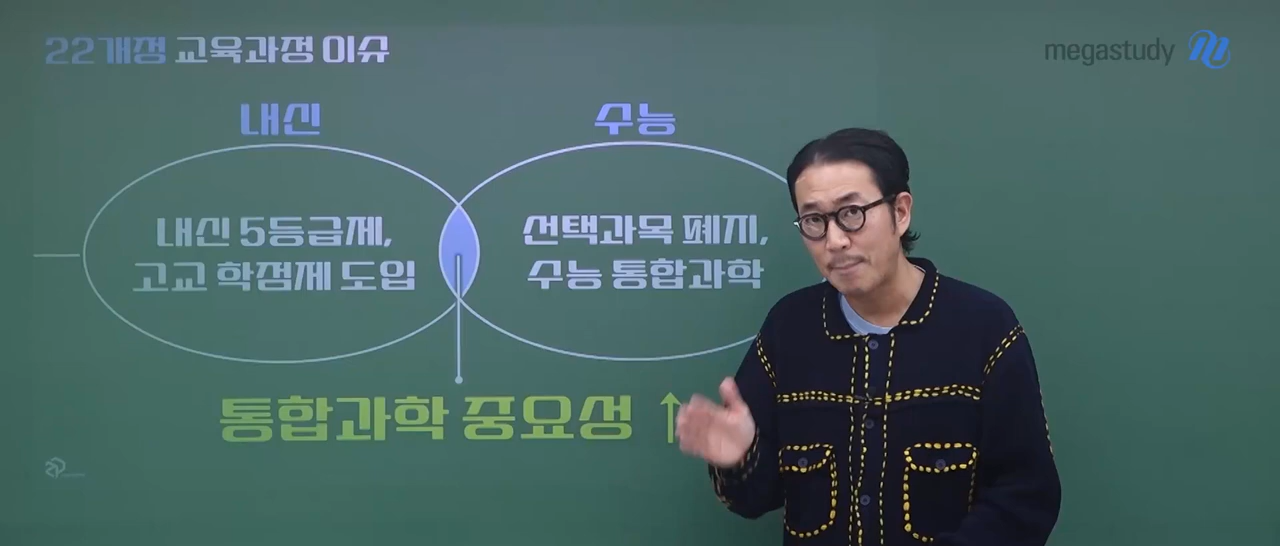 22개정 교육과정 이슈
megastudy
내신
수능
내신 5등급제,
고교 학점제 도입
선택과목 폐지,
수능 통합과학
통합과학 중요성 ↑